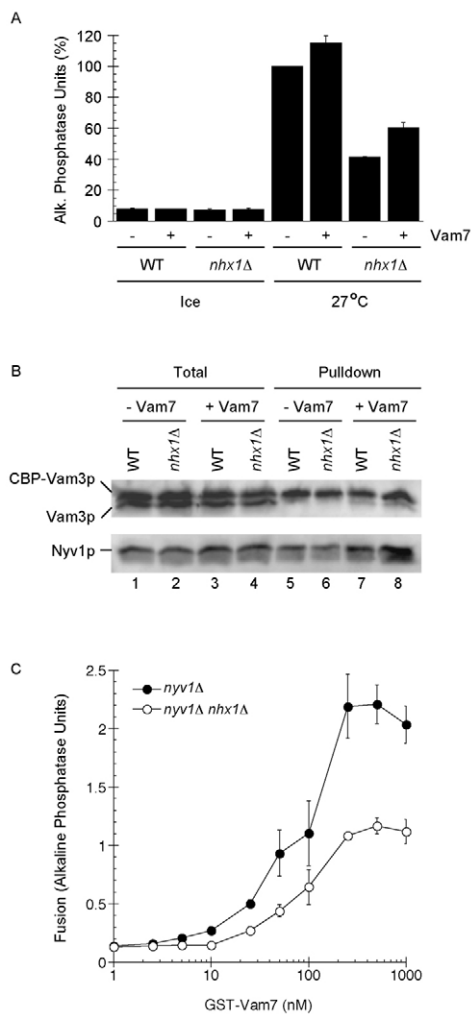 A
Alk. Phosphatase Units (%)
120
100
80
60
40
20
0
- + - + - + - + Vam7
WT nhx1Δ WT nhx1Δ
Ice 27°C
B
Total Pulldown
- Vam7 + Vam7 - Vam7 + Vam7
WT nhx1Δ WT nhx1Δ WT nhx1Δ WT nhx1Δ
CBP-Vam3p
Vam3p
Nyv1p
1 2 3 4 5 6 7 8
C
Fusion (Alkaline Phosphatase Units)
2.5
2
1.5
1
0.5
0
nyv1Δ
nyv1Δ nhx1Δ
1 10 100 1000
GST-Vam7 (nM)